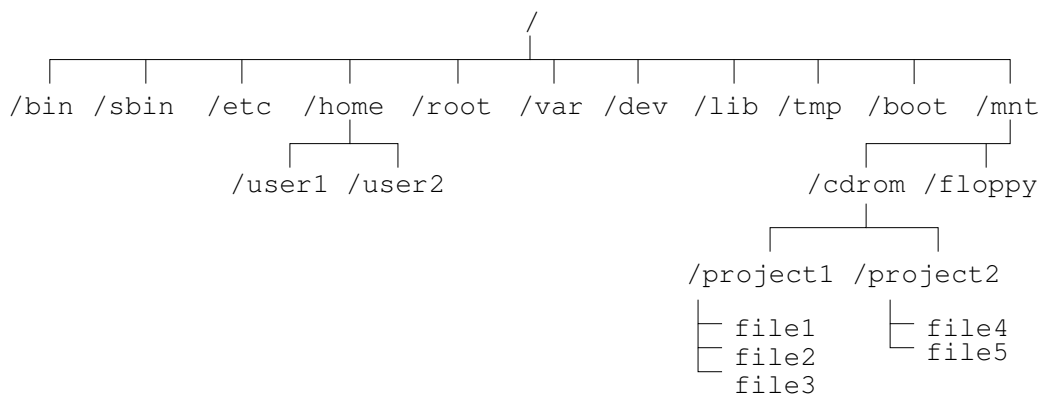 /
/bin /sbin /etc /home /root /var /dev /lib /tmp /boot /mnt
/user1 /user2 /cdrom /floppy
/project1 /project2
file1 file4
file2 file5
file3